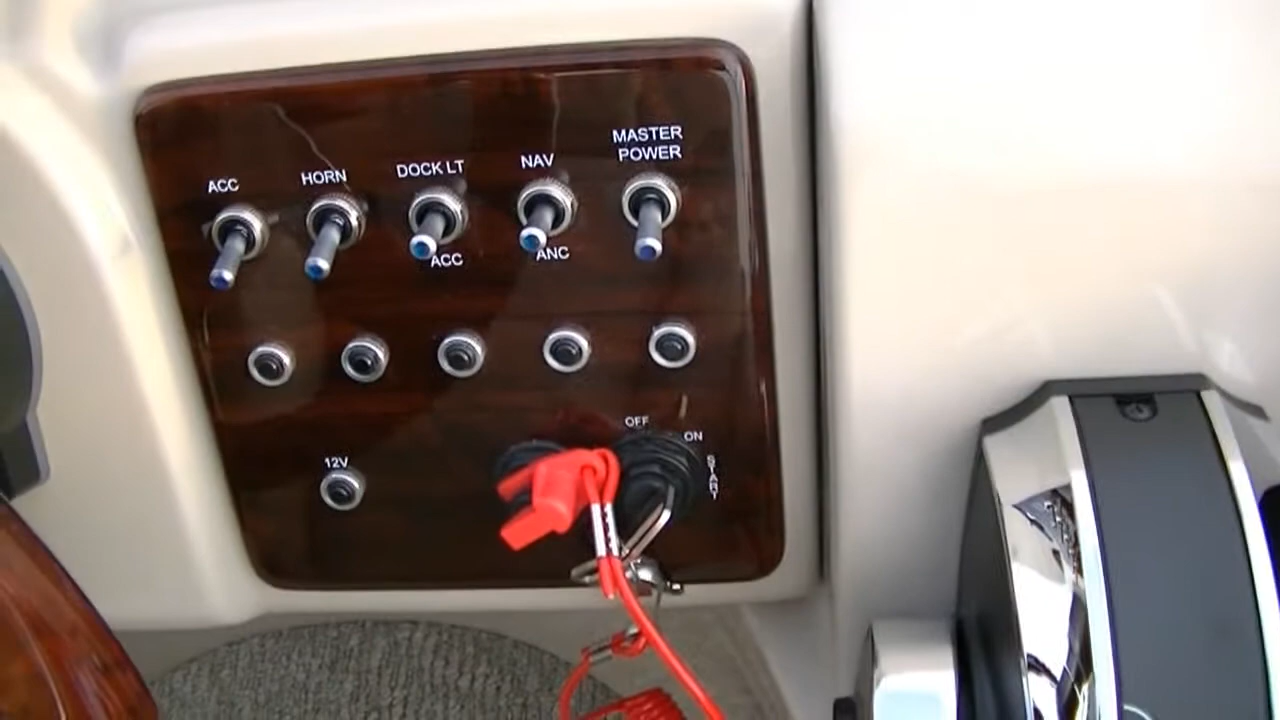 ACC
HORN
DOCK LT
NAV
MASTER
POWER
ACC
ANC
OFF
ON
START
12V